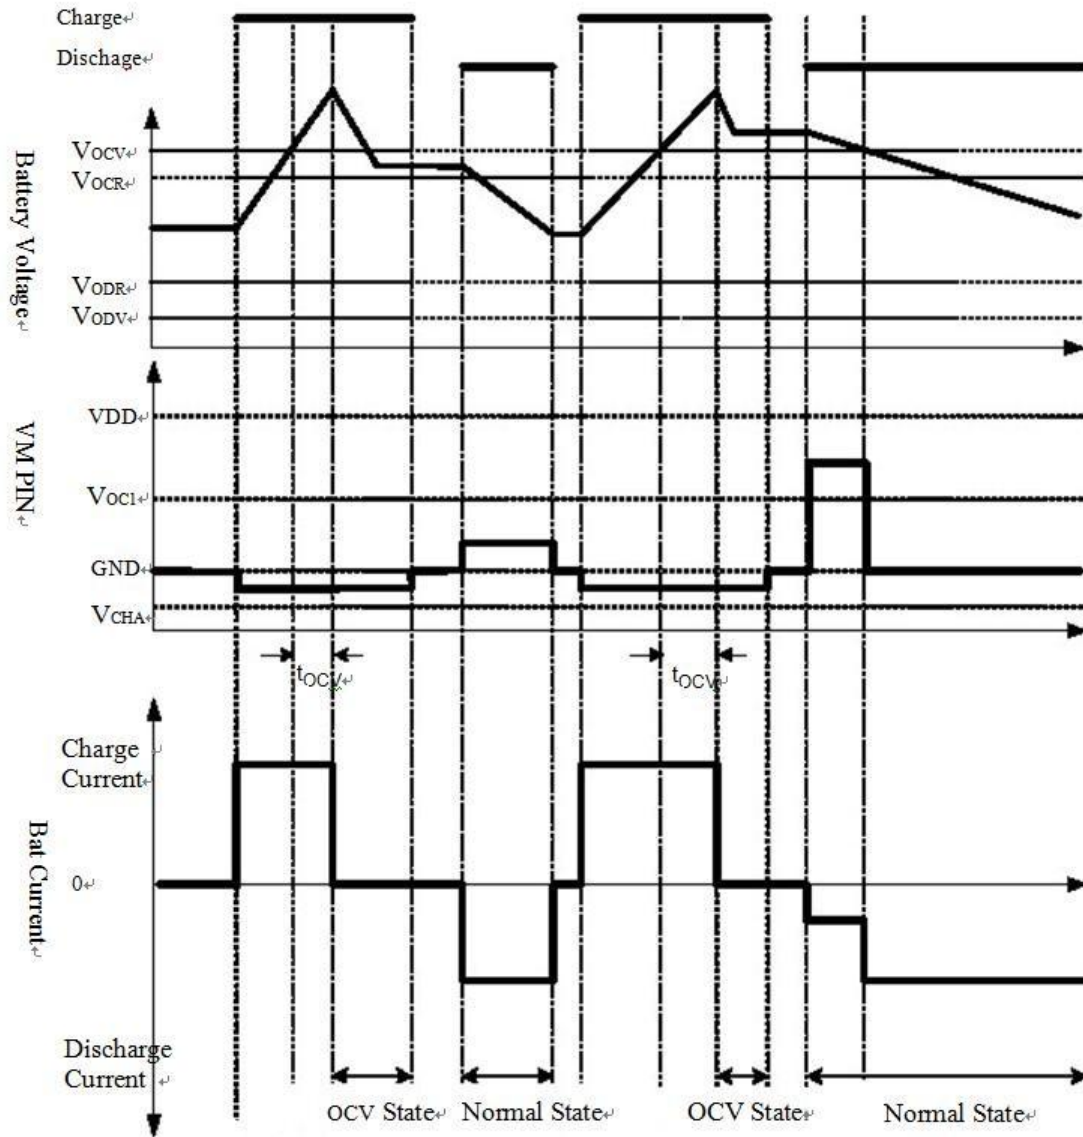 Charge↵
Dischage↵
Battery Voltage↵
VOCV↵
VOCR↵
VODR↵
VODV↵
VM PIN↵
VDD↵
VOC1↵
GND↵
VCHA↵
tOCV↵
tOCV↵
Bat Current↵
Charge ↵
Current↵
0↵
Discharge
Current ↵
OCV State↵
Normal State↵
OCV State↵
Normal State↵